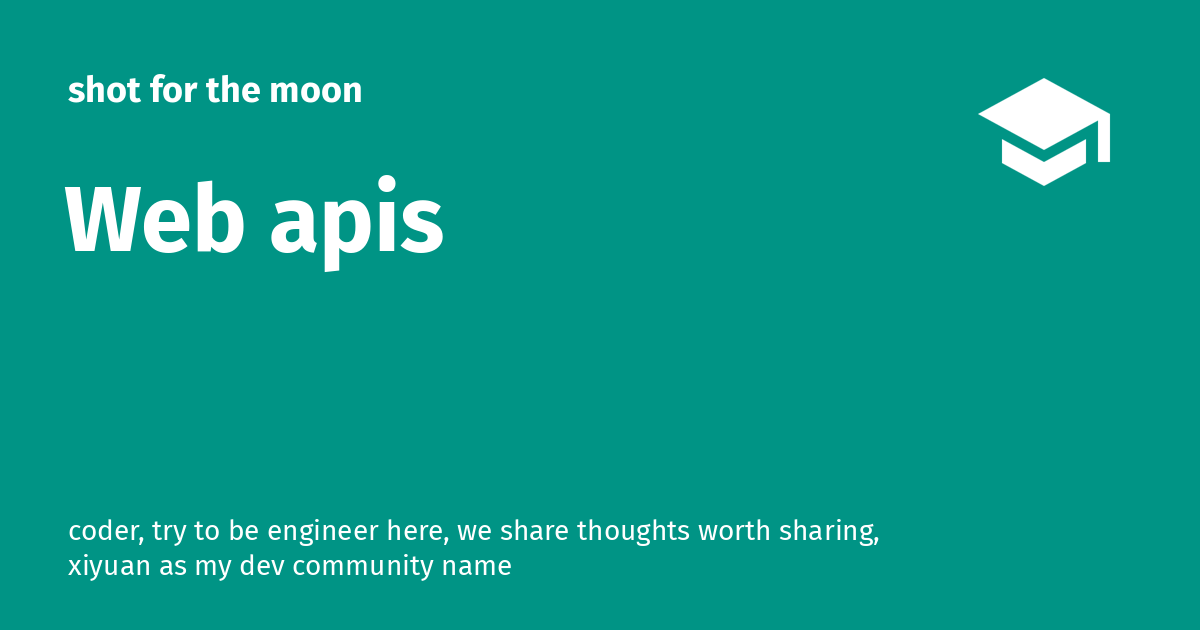 shot for the moon
Web apis
coder, try to be engineer here, we share thoughts worth sharing,
xiyuan as my dev community name